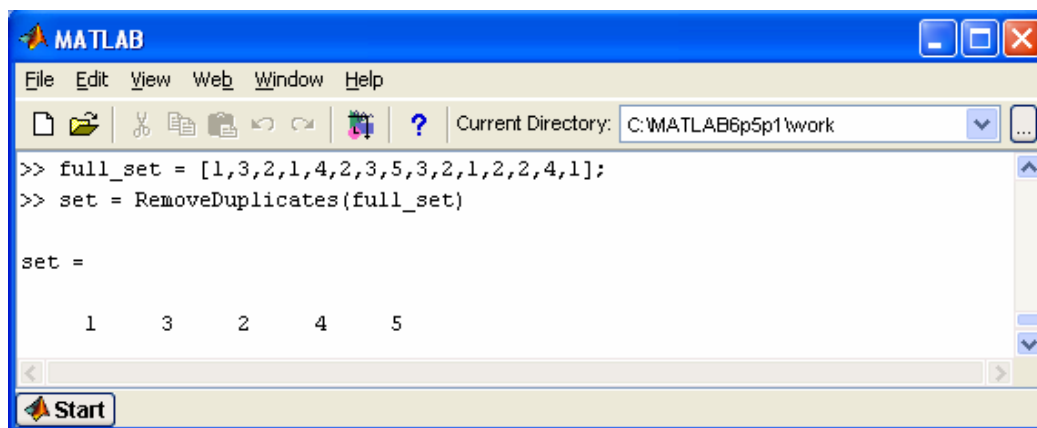 MATLAB
File Edit View Web Window Help
? Current Directory: C:\MATLAB6p5p1\work ...
>> full_set = [1,3,2,1,4,2,3,5,3,2,1,2,2,4,1];
>> set = RemoveDuplicates(full_set)
set =
1 3 2 4 5
Start